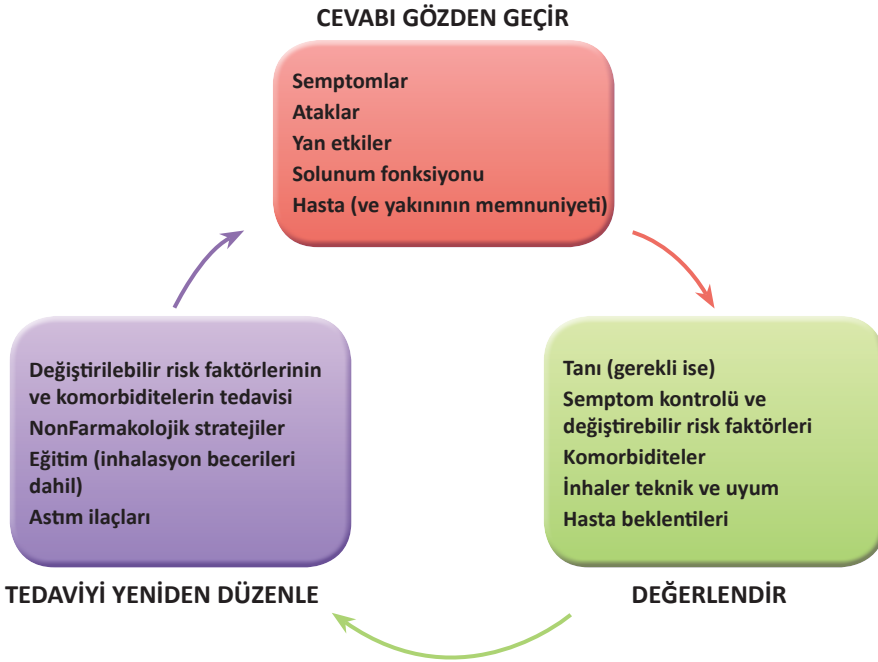 CEVABI GÖZDEN GEÇİR
Semptomlar
Ataklar
Yan etkiler
Solunum fonksiyonu
Hasta (ve yakınının memnuniyeti)
Değiştirilebilir risk faktörlerinin
ve komorbiditelerin tedavisi
NonFarmakolojik stratejiler
Eğitim (inhalasyon becerileri
dahil)
Astım ilaçları
TEDAVİYİ YENİDEN DÜZENLE
Tanı (gerekli ise)
Semptom kontrolü ve
değiştirebilir risk faktörleri
Komorbiditeler
İnhaler teknik ve uyum
Hasta beklentileri
DEĞERLENDİR